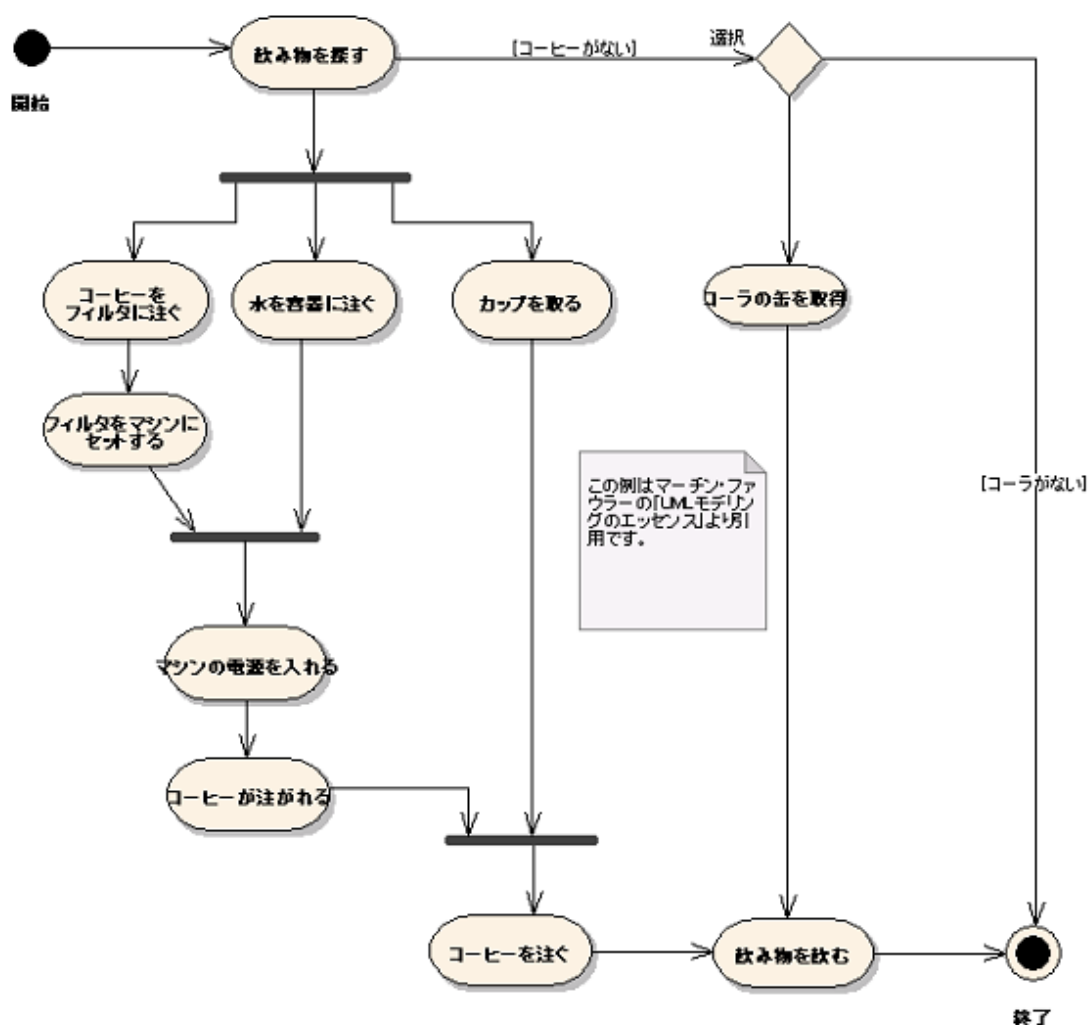 飲み物を探す
[コーヒーがない]
選択
開始
コーヒーを
フィルタに注ぐ
水を容器に注ぐ
カップを取る
コーラの缶を取得
フィルタをマシンに
セットする
この例はマーチン・ファ
ウラーの「UMLモデリン
グのエッセンス」より引
用です。
[コーラがない]
マシンの電源を入れる
コーヒーが注がれる
コーヒーを注ぐ
飲み物を飲む
終了